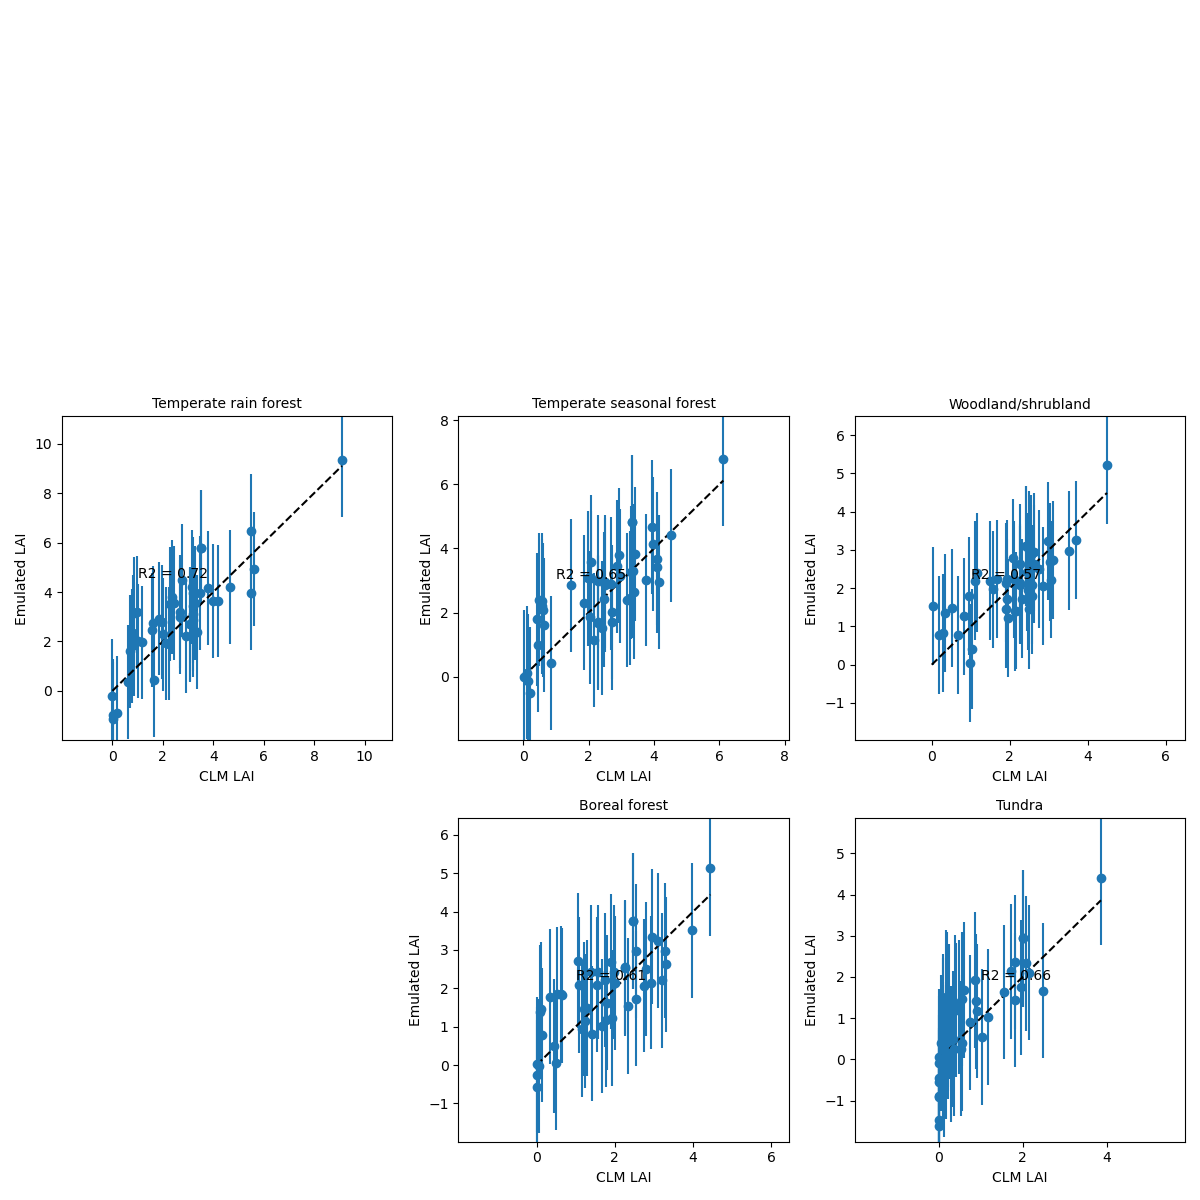 Temperate rain forest
10
8
6
4
2
0
Emulated LAI
R2 = 0.72
0 2 4 6 8 10
CLM LAI
Temperate seasonal forest
8
6
4
2
0
Emulated LAI
R2 = 0.65
0 2 4 6 8
CLM LAI
Woodland/shrubland
6
5
4
3
2
1
0
−1
Emulated LAI
R2 = 0.57
0 2 4 6
CLM LAI
Boreal forest
6
5
4
3
2
1
0
−1
Emulated LAI
R2 = 0.61
0 2 4 6
CLM LAI
Tundra
5
4
3
2
1
0
−1
Emulated LAI
R2 = 0.66
0 2 4
CLM LAI